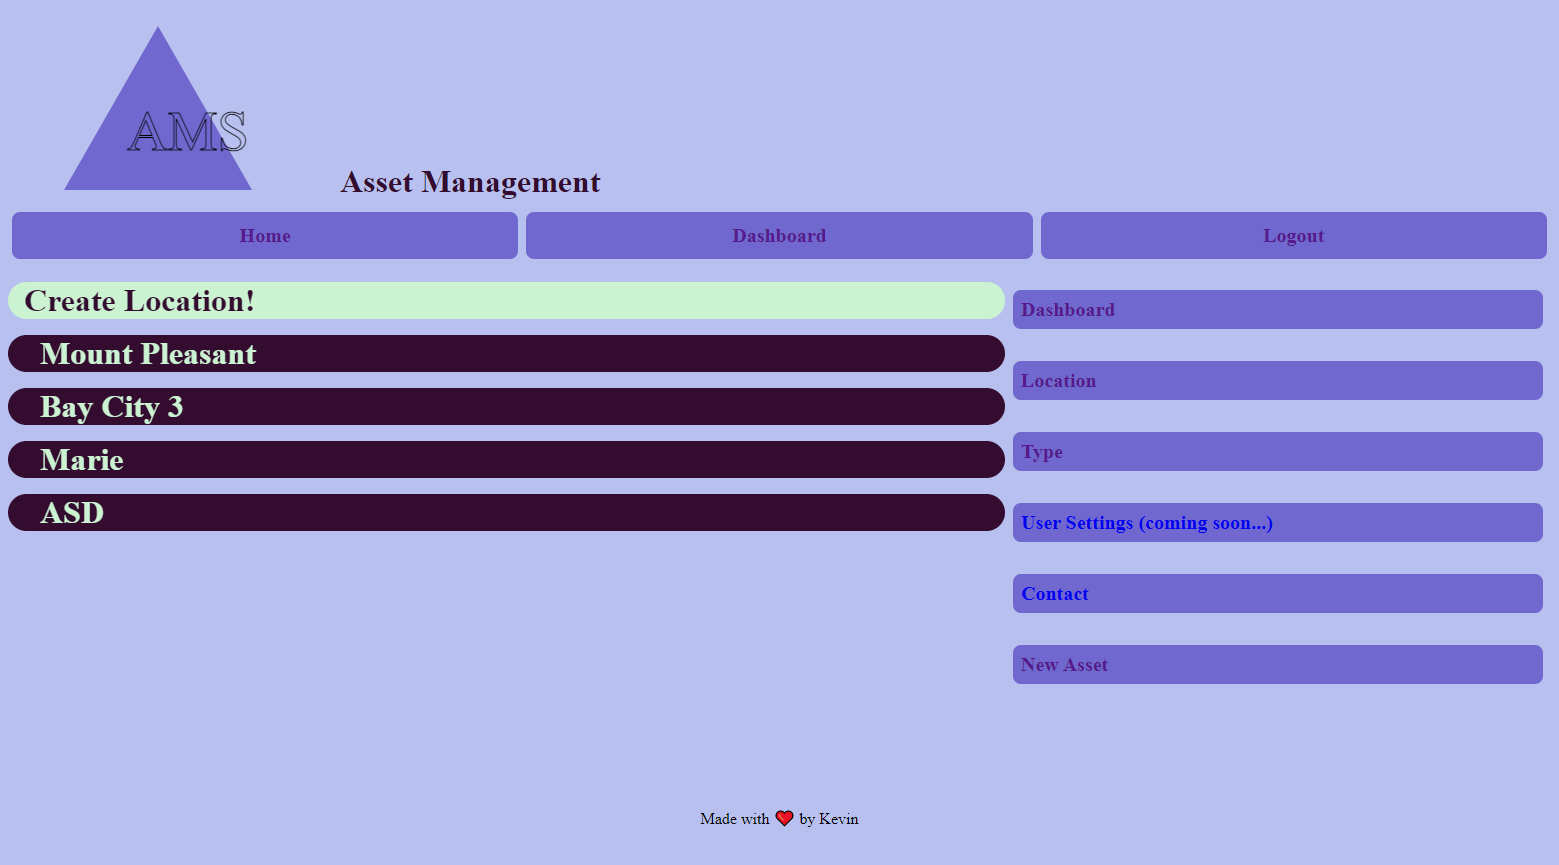 AMS
Asset Management
Home
Dashboard
Logout
Create Location!
Mount Pleasant
Bay City 3
Marie
ASD
Dashboard
Location
Type
User Settings (coming soon...)
Contact
New Asset
Made with ❤ by Kevin